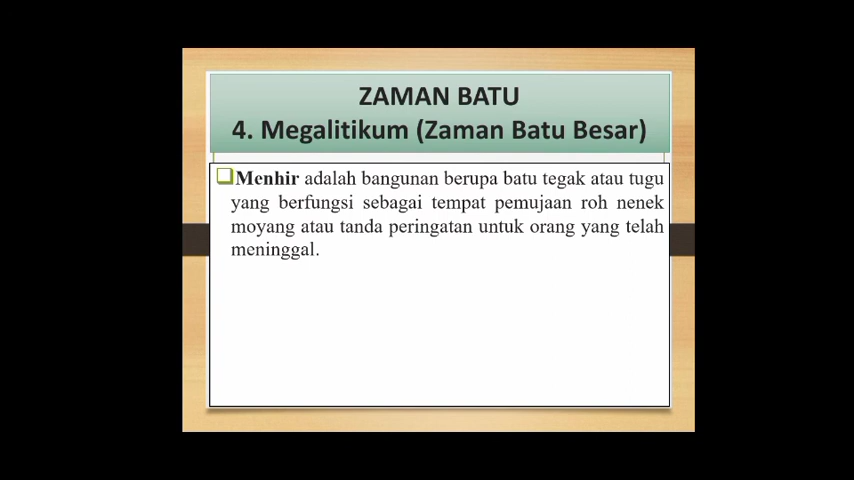 ZAMAN BATU
4. Megalitikum (Zaman Batu Besar)
Menhir adalah bangunan berupa batu tegak atau tugu
yang berfungsi sebagai tempat pemujaan roh nenek
moyang atau tanda peringatan untuk orang yang telah
meninggal.